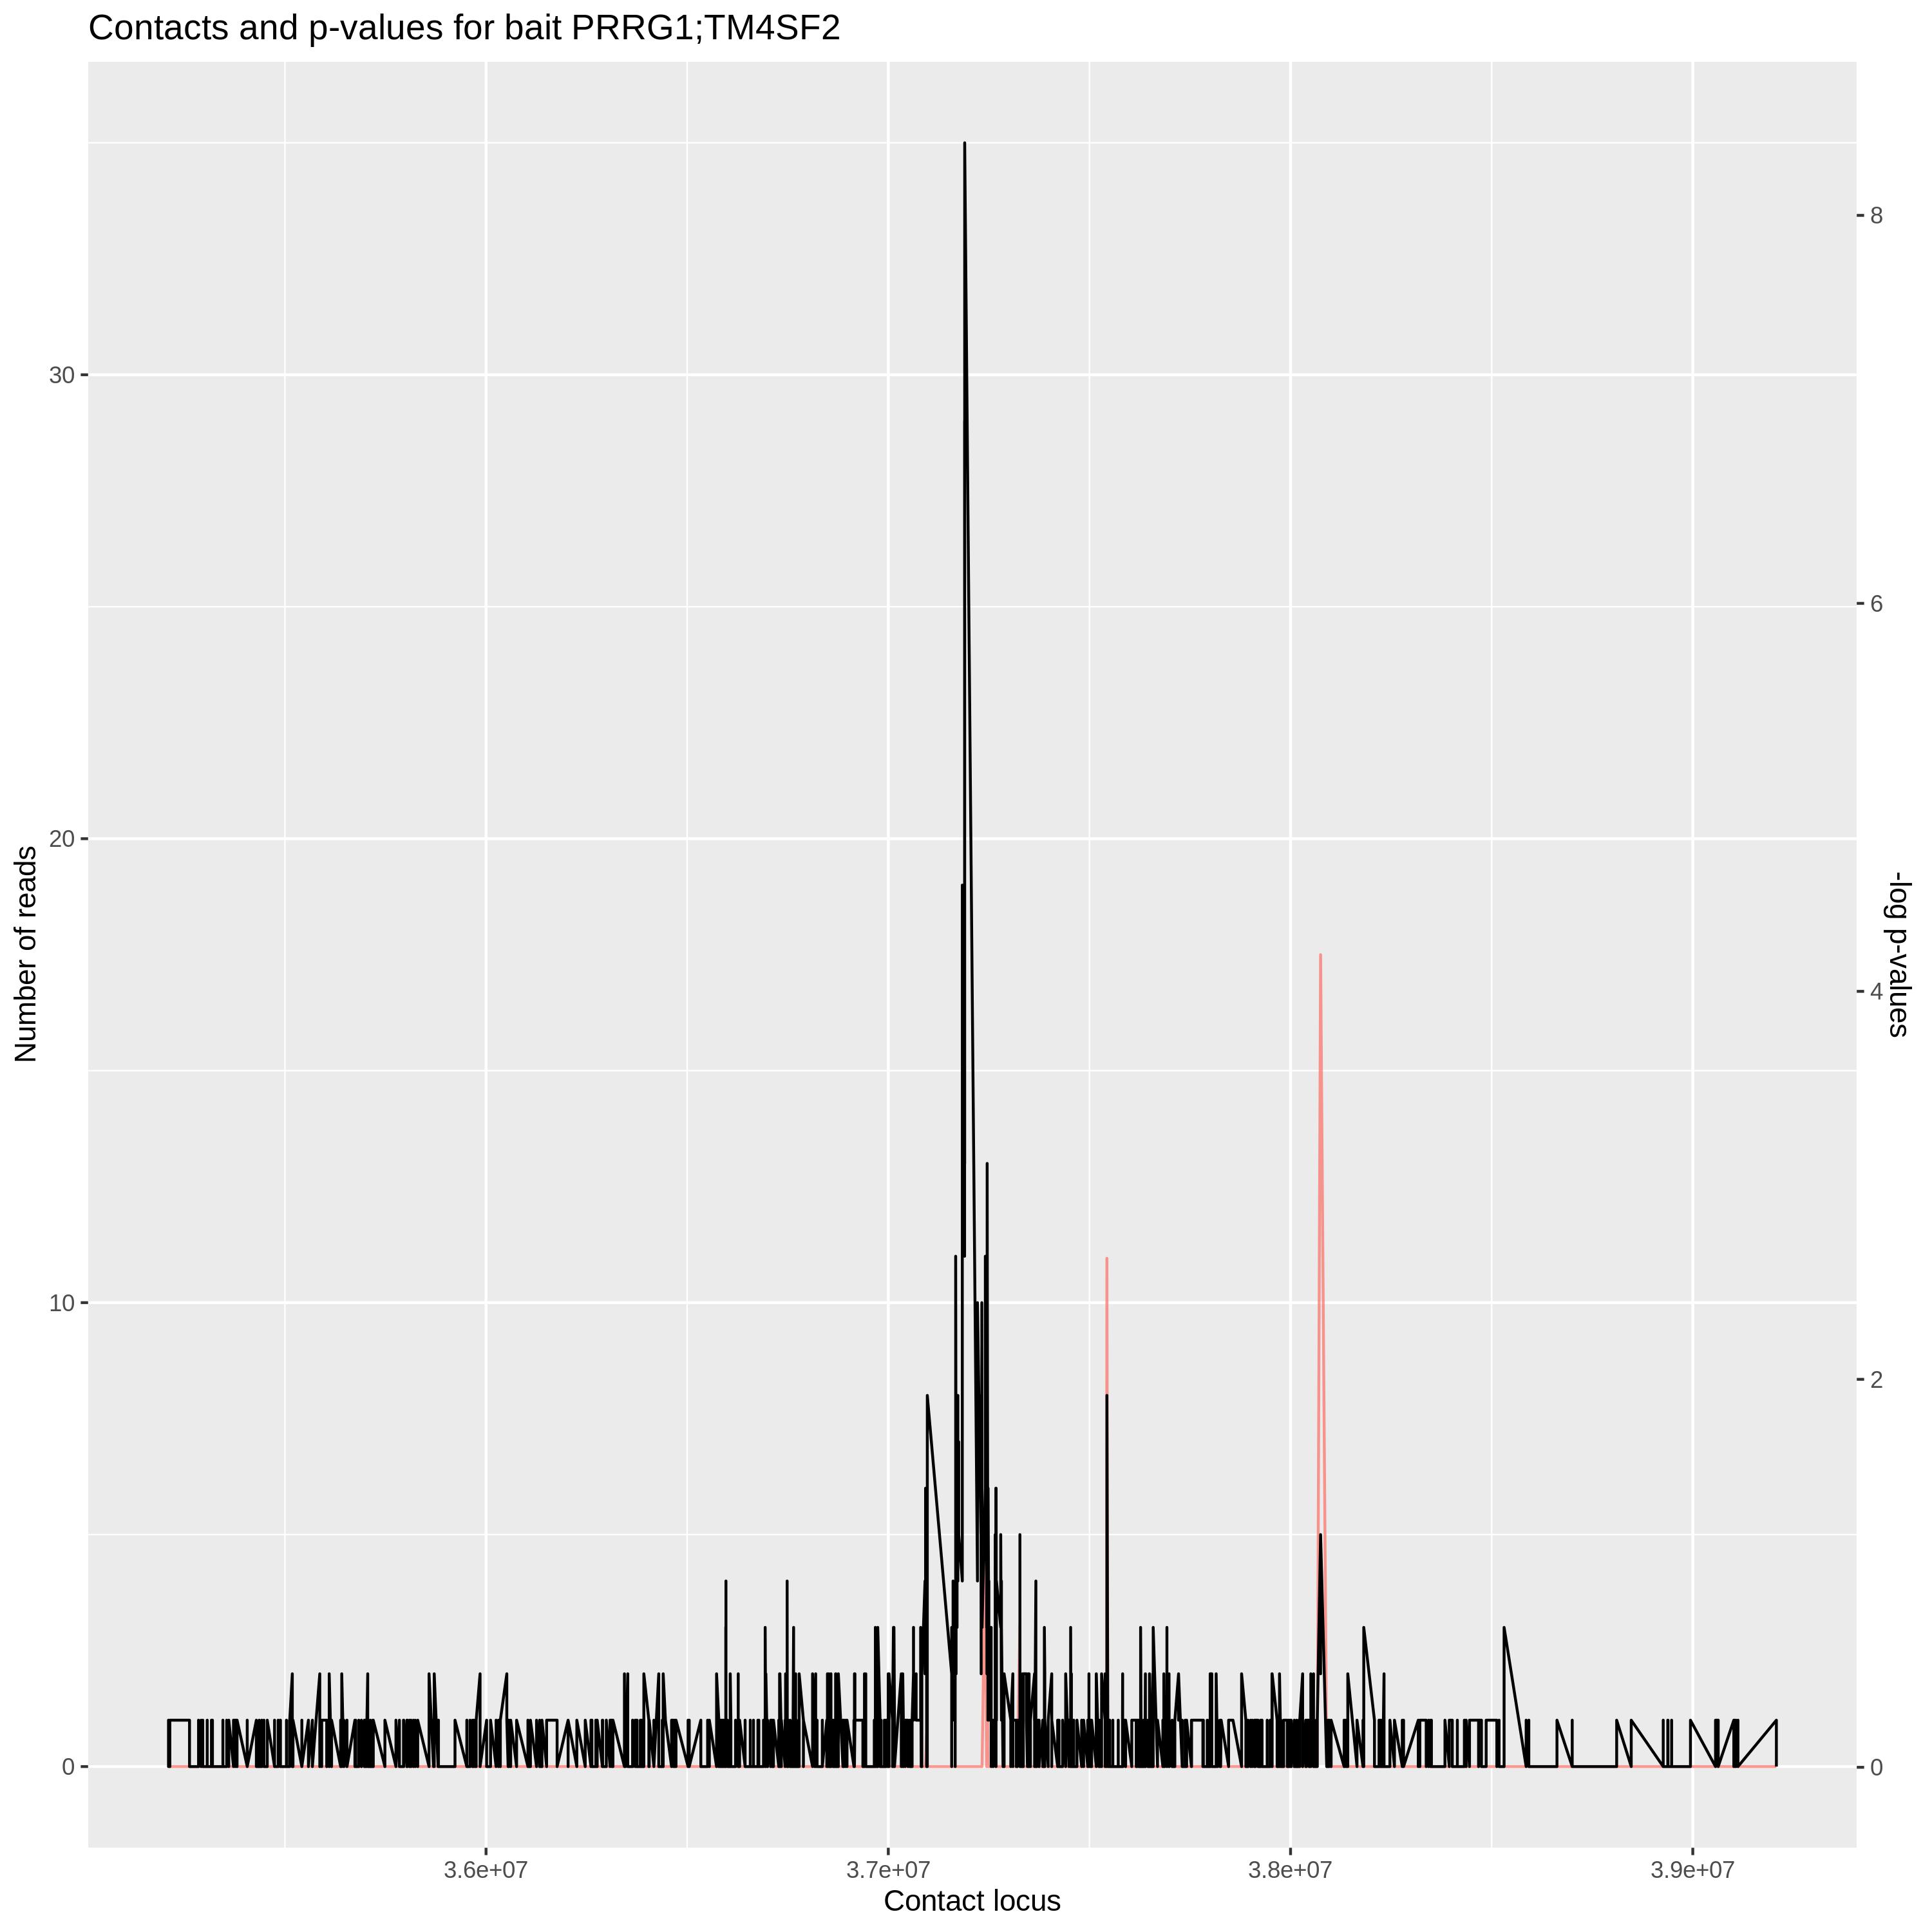 Contacts and p-values for bait PRRG1;TM4SF2
Number of reads
30
20
10
0
8
6
4
2
0
-log p-values
3.6e+07 3.7e+07 3.8e+07 3.9e+07
Contact locus